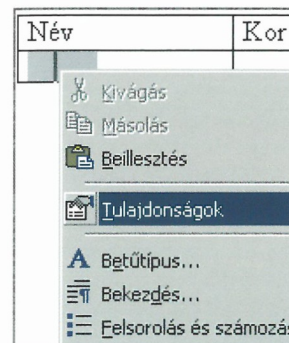 Név Kor
Kivágás
Másolás
Beillesztés
Tulajdonságok
Betűtípus...
Bekezdés...
Felsorolás és számozás